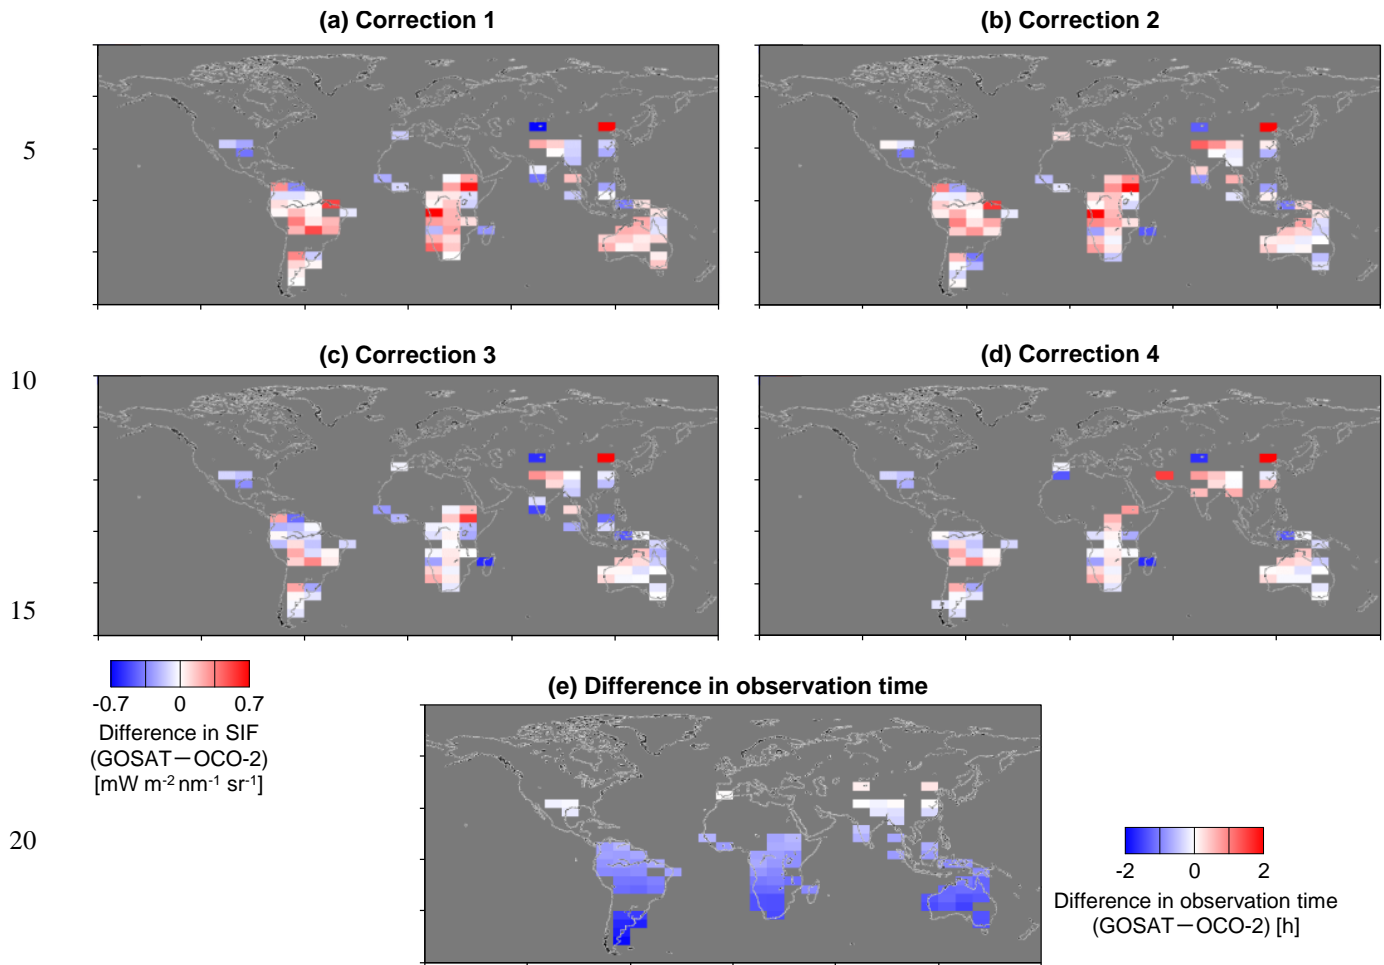 (a) Correction 1
(b) Correction 2
5
(c) Correction 3
(d) Correction 4
10
15
-0.7 0 0.7
Difference in SIF
(GOSAT－OCO-2)
[mW m-2 nm-1 sr-1]
(e) Difference in observation time
20
-2 0 2
Difference in observation time
(GOSAT－OCO-2) [h]